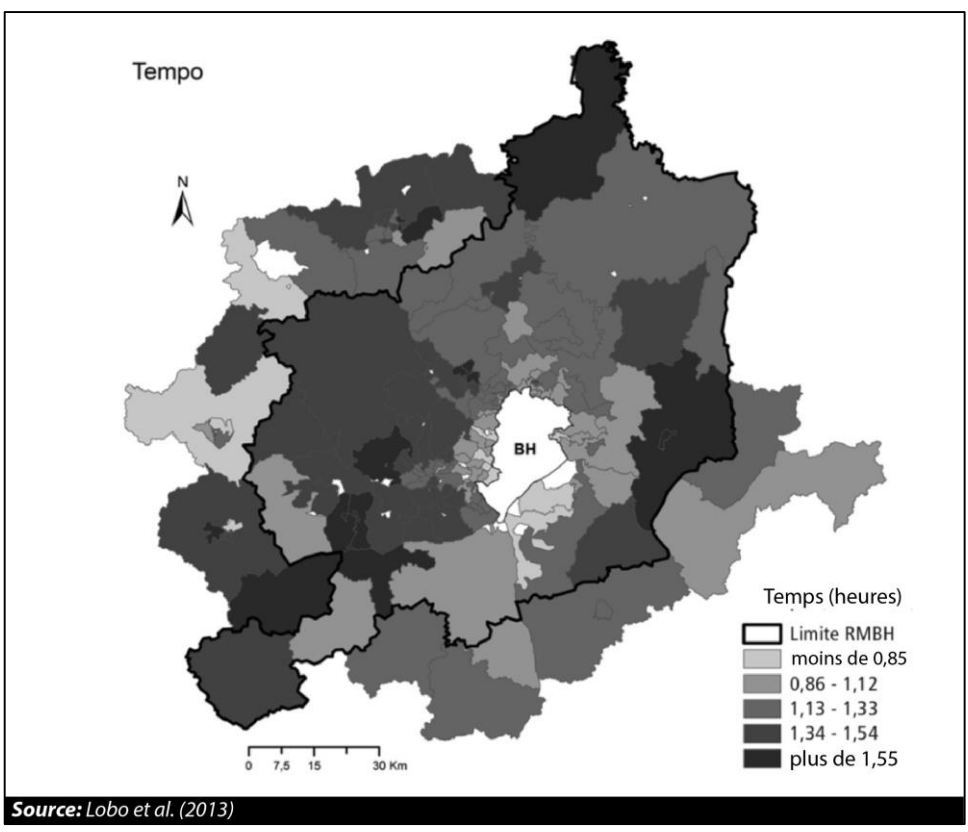 Tempo
N
BH
Temps (heures)
Limite RMBH
moins de 0,85
0,86 - 1,12
1,13 - 1,33
1,34 - 1,54
plus de 1,55
0 7,5 15 30 Km
Source: Lobo et al. (2013)